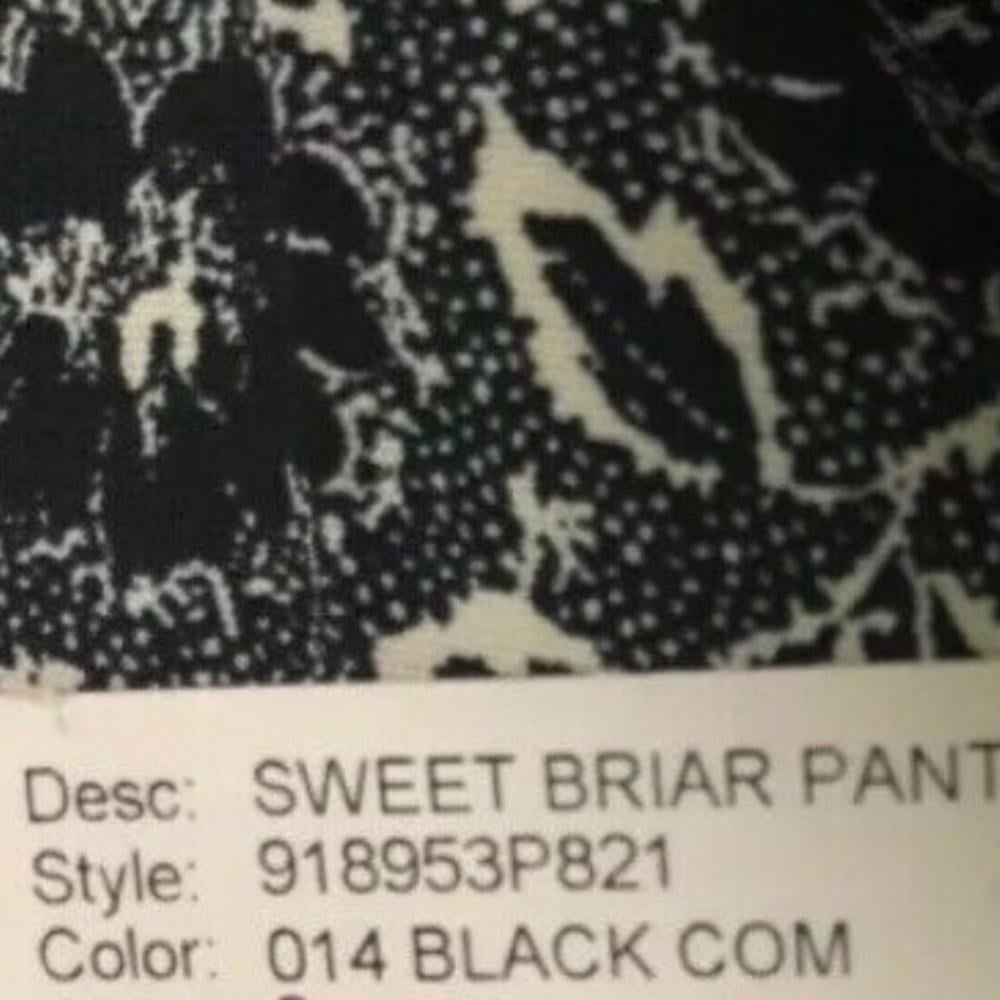 Desc: SWEET BRIAR PANT
Style: 918953P821
Color: 014 BLACK COM